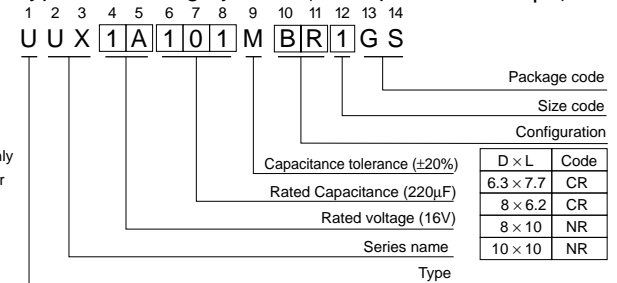 1 2 3 4 5 6 7 8 9 10 11 12 13 14
U U X 1 A 1 0 1 M B R 1 G S
Package code
Size code
Configuration
Capacitance tolerance (±20%)
Rated Capacitance (220µF)
Rated voltage (16V)
Series name
Type
D × L Code
6.3 × 7.7 CR
8 × 6.2 CR
8 × 10 NR
10 × 10 NR